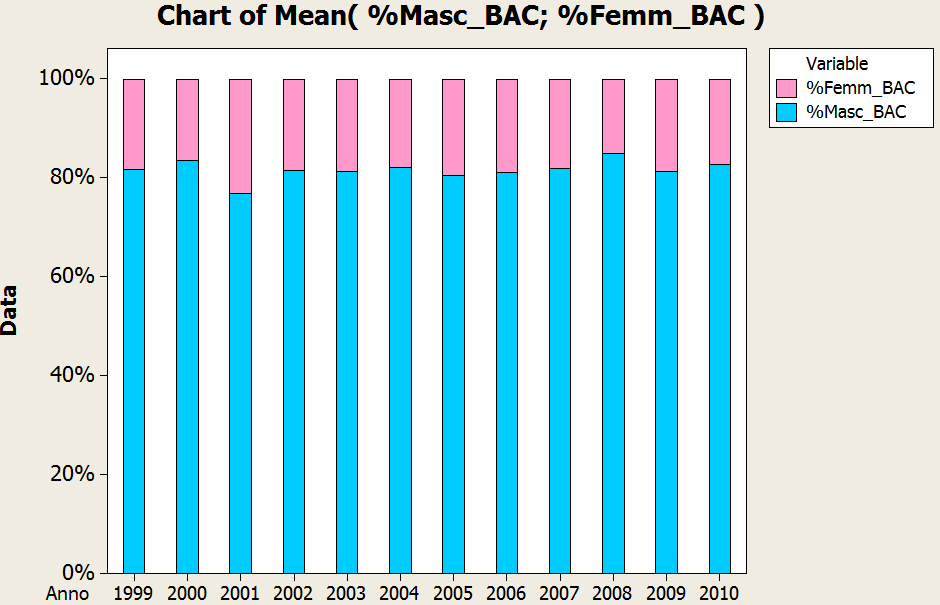 Chart of Mean( %Masc_BAC; %Femm_BAC )
Variable
%Femm_BAC
%Masc_BAC
Data
100%
80%
60%
40%
20%
0%
Anno 1999 2000 2001 2002 2003 2004 2005 2006 2007 2008 2009 2010